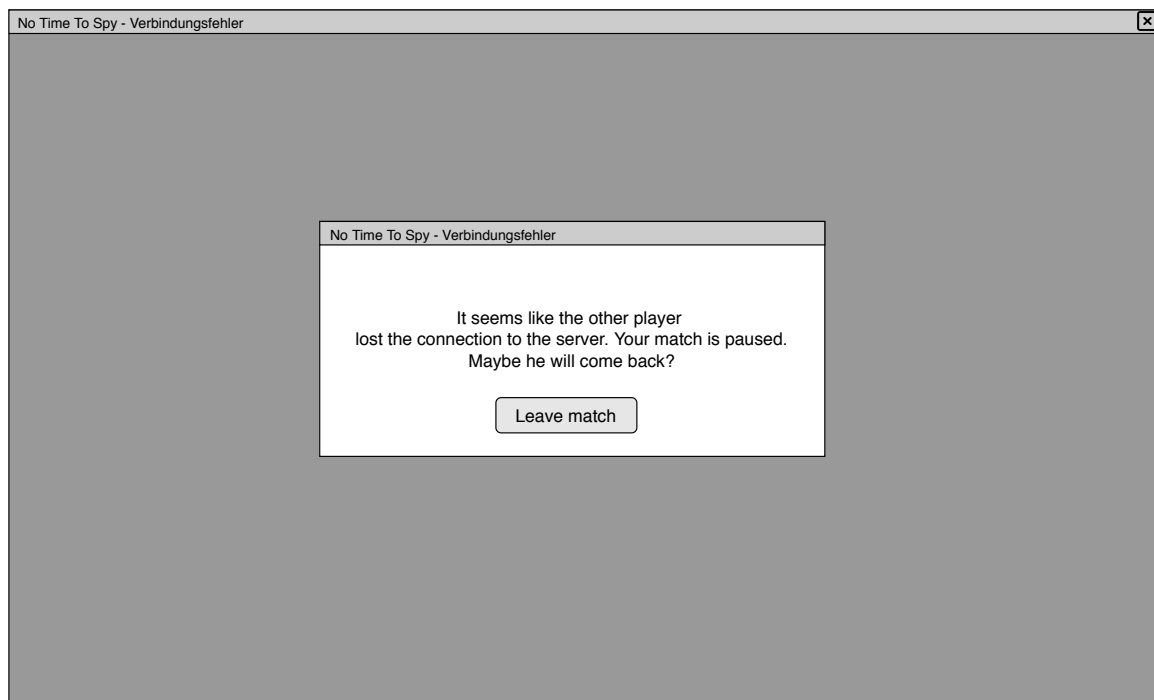 No Time To Spy - Verbindungsfehler
No Time To Spy - Verbindungsfehler
It seems like the other player
lost the connection to the server. Your match is paused.
Maybe he will come back?
Leave match